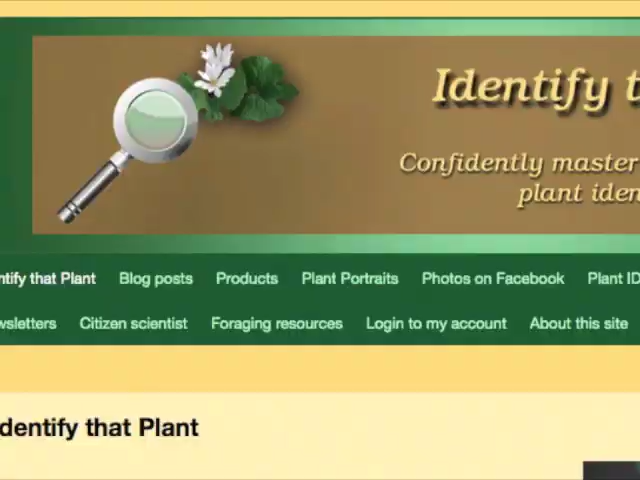 Identify t
Confidently master
plant iden
ntify that Plant Blog posts Products Plant Portraits Photos on Facebook Plant ID
wsletters Citizen scientist Foraging resources Login to my account About this site
dentify that Plant